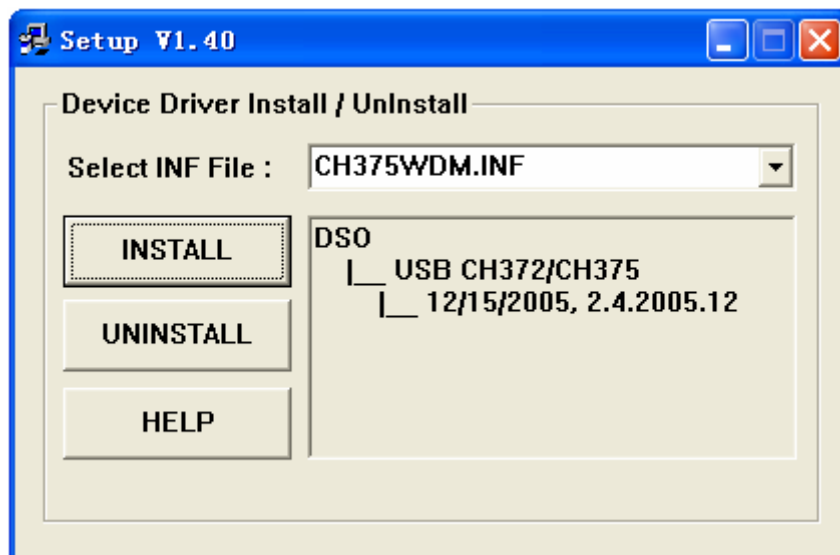 Setup V1.40
Device Driver Install / UnInstall
Select INF File : CH375WDM.INF
INSTALL
UNINSTALL
HELP
DSO
|__ USB CH372/CH375
|__ 12/15/2005, 2.4.2005.12